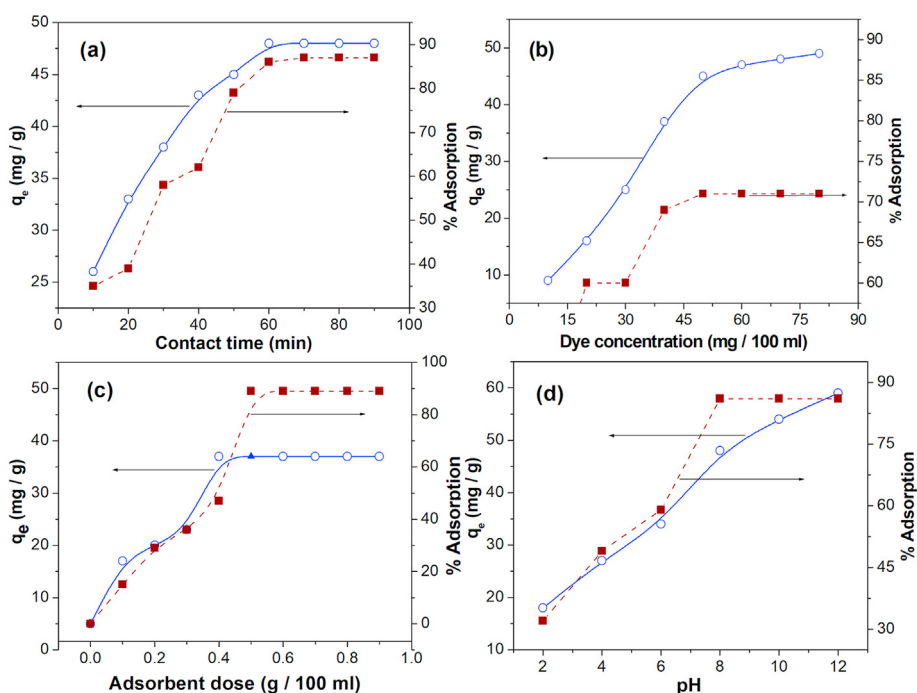 (a)
50
45
40
35
30
25
qe (mg / g)
90
80
70
60
50
40
30
% Adsorption
0 20 40 60 80 100
Contact time (min)
(b)
50
40
30
20
10
qe (mg / g)
85
80
75
70
65
60
% Adsorption
0 15 30 45 60 75 90
Dye concentration (mg / 100 ml)
(c)
50
40
30
20
10
0
qe (mg / g)
100
80
60
40
20
0
% Adsorption
0.0 0.2 0.4 0.6 0.8 1.0
Adsorbent dose (g / 100 ml)
(d)
60
50
40
30
20
10
qe (mg / g)
90
75
60
45
30
% Adsorption
2 4 6 8 10 12
pH